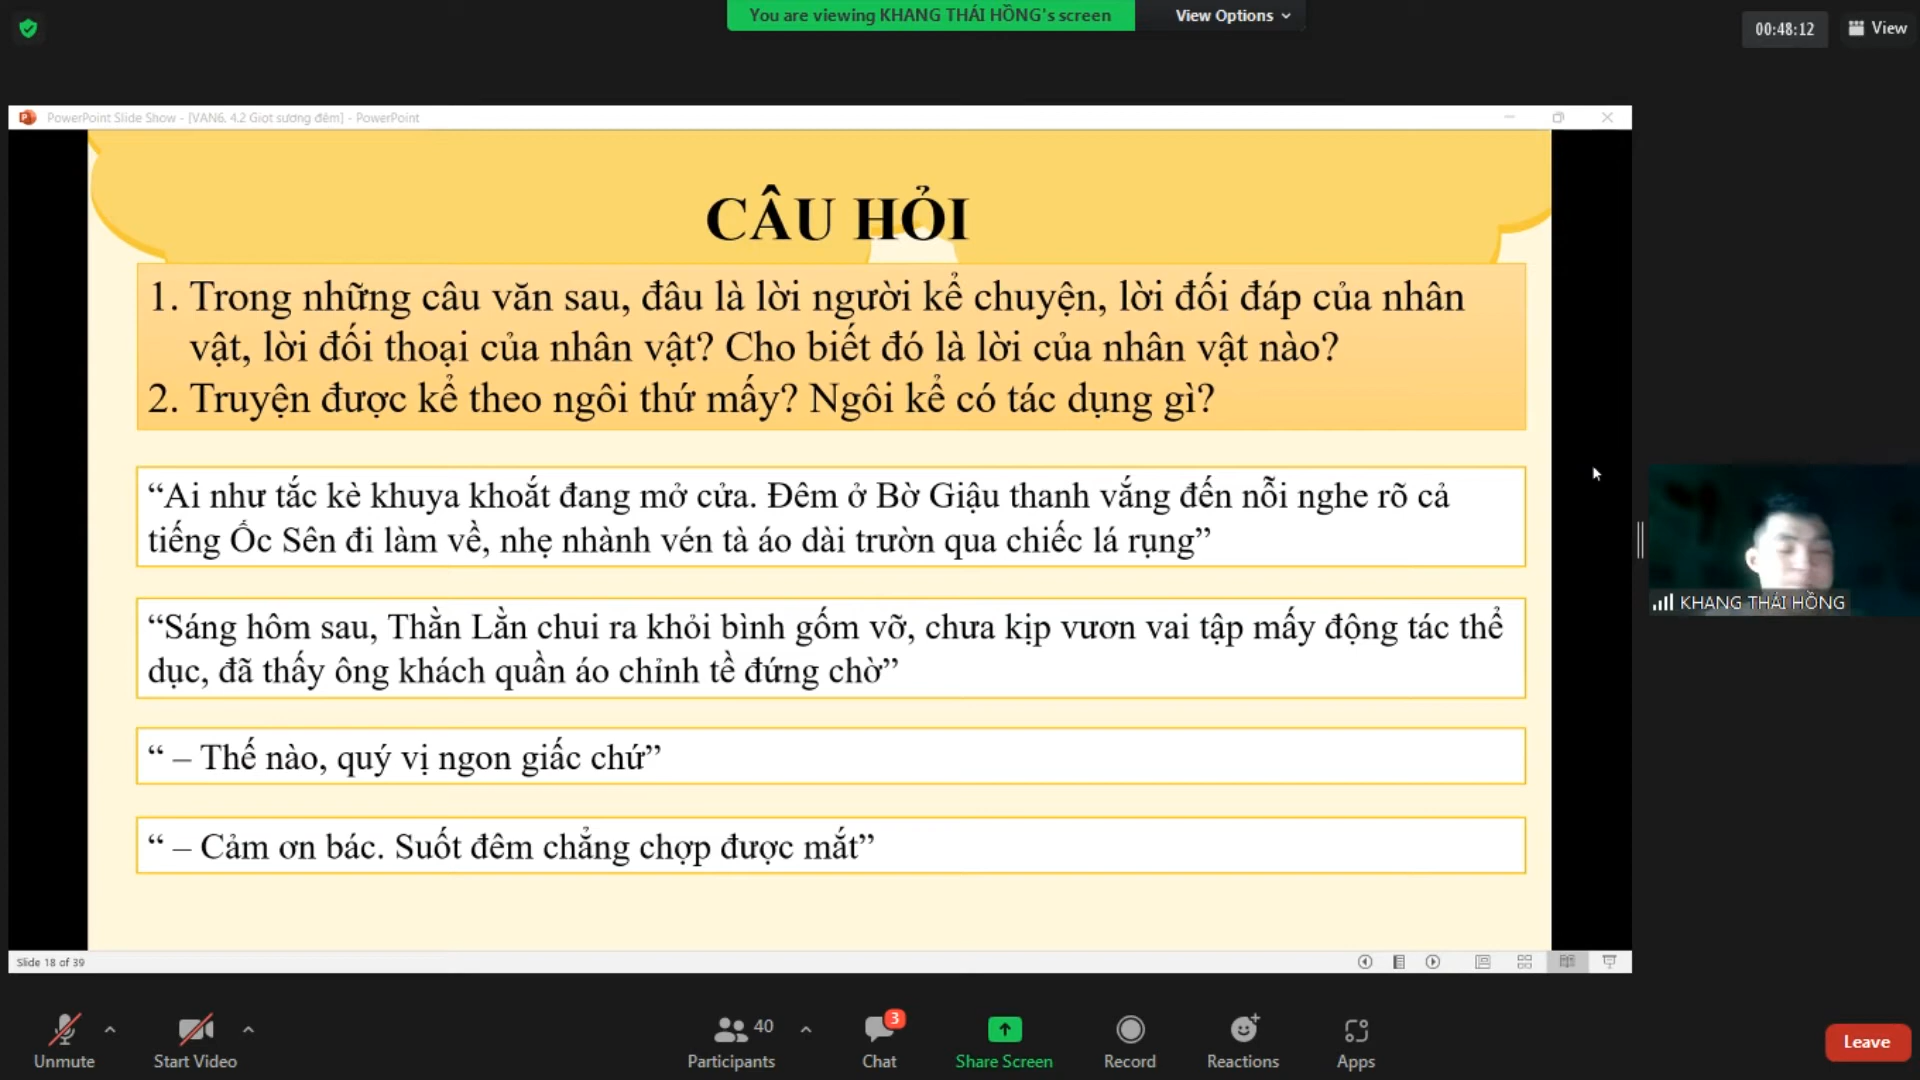 You are viewing KHANG THÁI HỒNG's screen
View Options
00:48:12
View
PowerPoint Slide Show - [VAN6. 4.2 Giọt sương đêm] - PowerPoint
CÂU HỎI
1. Trong những câu văn sau, đâu là lời người kể chuyện, lời đối đáp của nhân
vật, lời đối thoại của nhân vật? Cho biết đó là lời của nhân vật nào?
2. Truyện được kể theo ngôi thứ mấy? Ngôi kể có tác dụng gì?
“Ai như tắc kè khuya khoắt đang mở cửa. Đêm ở Bờ Giậu thanh vắng đến nỗi nghe rõ cả
tiếng Ốc Sên đi làm về, nhẹ nhành vén tà áo dài trườn qua chiếc lá rụng”
“Sáng hôm sau, Thằn Lằn chui ra khỏi bình gốm vỡ, chưa kịp vươn vai tập mấy động tác thể
dục, đã thấy ông khách quần áo chỉnh tề đứng chờ”
“ – Thế nào, quý vị ngon giấc chứ”
“ – Cảm ơn bác. Suốt đêm chẳng chợp được mắt”
KHANG THÁI HỒNG
Slide 18 of 39
Unmute
Start Video
40
Participants
3
Chat
Share Screen
Record
Reactions
Apps
Leave